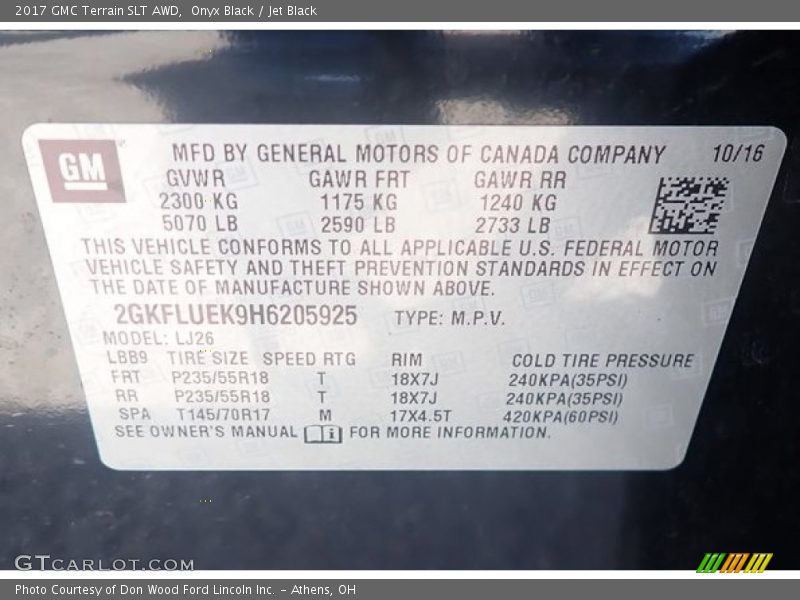 2017 GMC Terrain SLT AWD, Onyx Black / Jet Black
GM
MFD BY GENERAL MOTORS OF CANADA COMPANY 10/16
GVWR GAWR FRT GAWR RR
2300 KG 1175 KG 1240 KG
5070 LB 2590 LB 2733 LB
THIS VEHICLE CONFORMS TO ALL APPLICABLE U.S. FEDERAL MOTOR
VEHICLE SAFETY AND THEFT PREVENTION STANDARDS IN EFFECT ON
THE DATE OF MANUFACTURE SHOWN ABOVE.
2GKFLUEK9H6205925 TYPE: M.P.V.
MODEL: LJ26
LBB9 TIRE SIZE SPEED RTG RIM COLD TIRE PRESSURE
FRT P235/55R18 T 18X7J 240KPA(35PSI)
RR P235/55R18 T 18X7J 240KPA(35PSI)
SPA T145/70R17 M 17X4.5T 420KPA(60PSI)
SEE OWNER'S MANUAL i FOR MORE INFORMATION.
GTCARLOT.COM
Photo Courtesy of Don Wood Ford Lincoln Inc. – Athens, OH